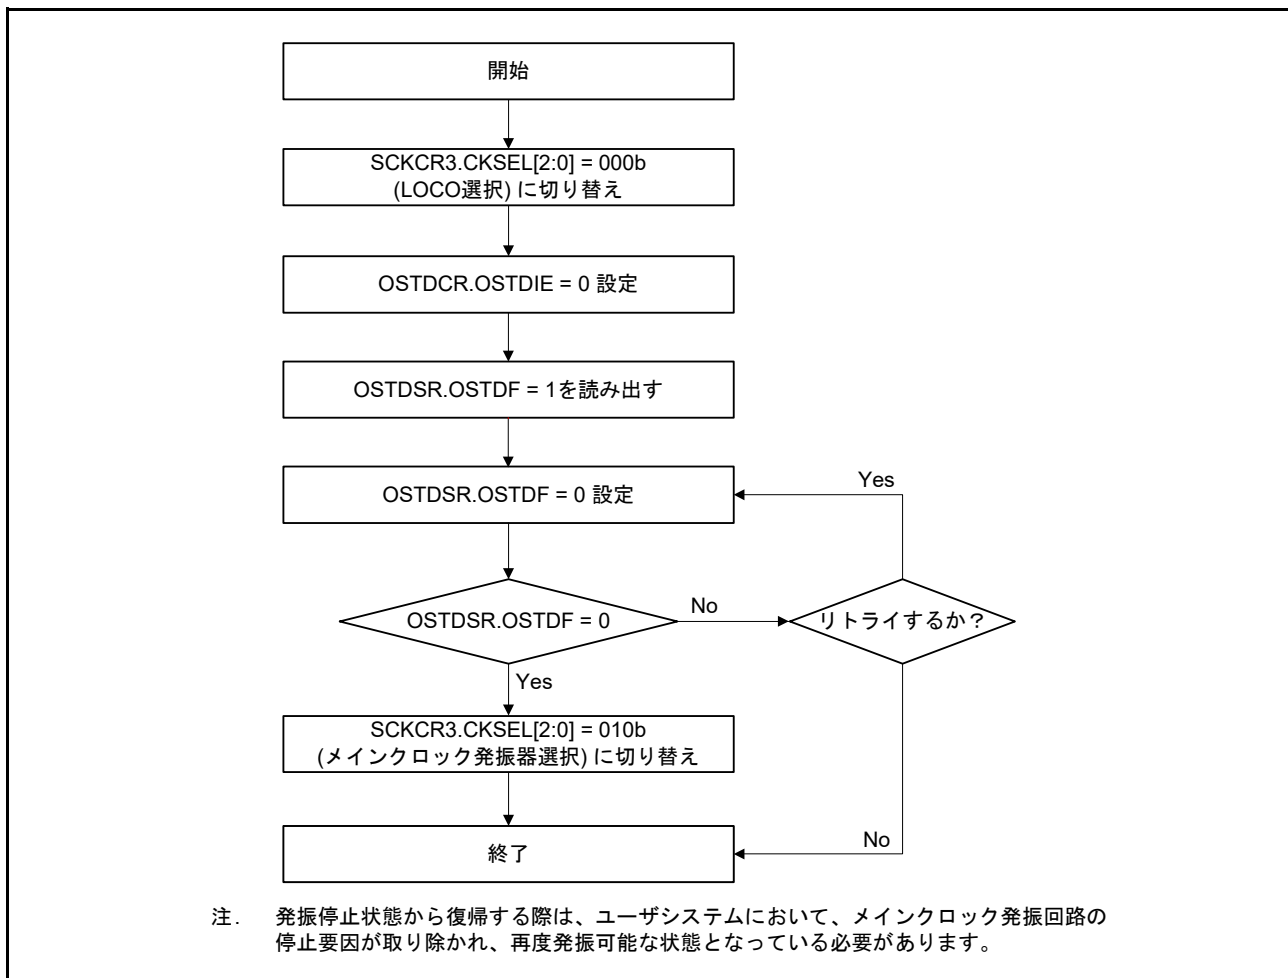 開始
SCKCR3.CKSEL[2:0] = 000b
(LOCO選択) に切り替え
OSTDCR.OSTDIE = 0 設定
OSTDSR.OSTDF = 1を読み出す
OSTDSR.OSTDF = 0 設定
Yes
OSTDSR.OSTDF = 0
No
リトライするか？
Yes
SCKCR3.CKSEL[2:0] = 010b
(メインクロック発振器選択) に切り替え
No
終了
注． 発振停止状態から復帰する際は、ユーザシステムにおいて、メインクロック発振回路の
停止要因が取り除かれ、再度発振可能な状態となっている必要があります。